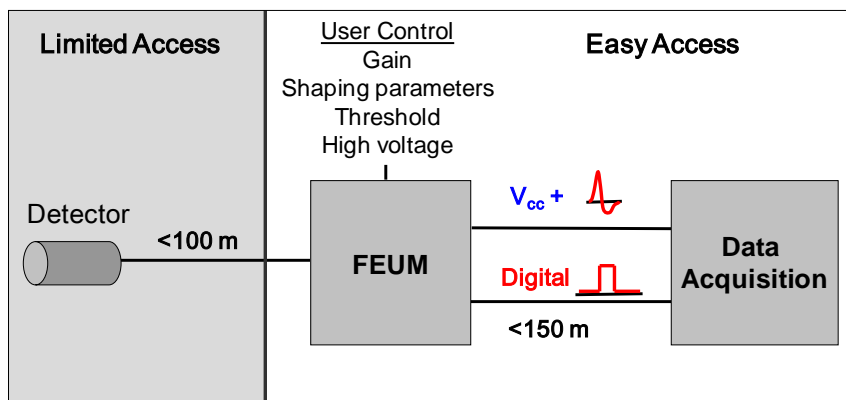 Limited Access
User Control
Gain
Shaping parameters
Threshold
High voltage
Easy Access
Detector
<100 m
FEUM
Vcc +
Digital
<150 m
Data
Acquisition